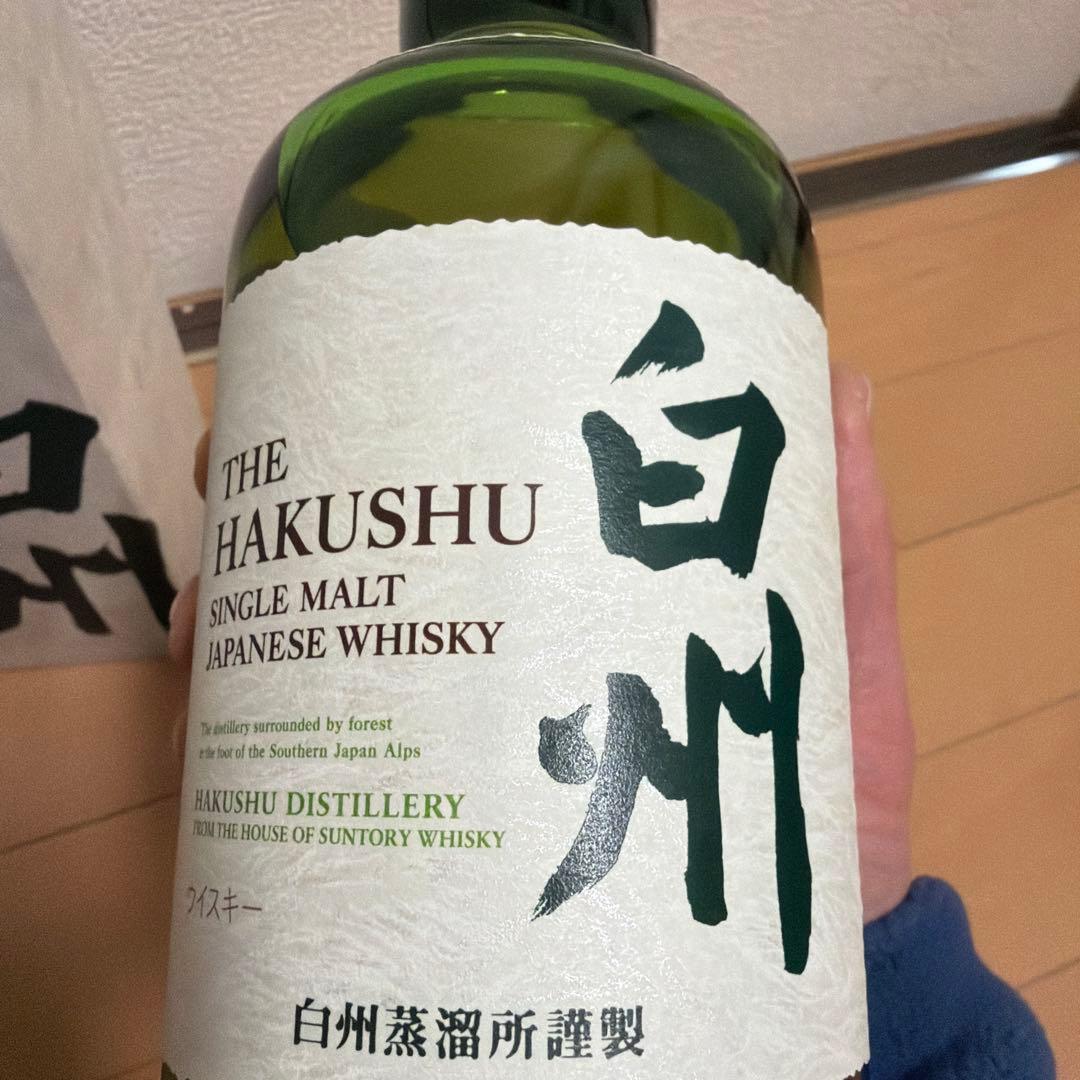 THE
HAKUSHU
SINGLE MALT
JAPANESE WHISKY
The distillery surrounded by forest
at the foot of the Southern Japan Alps
HAKUSHU DISTILLERY
FROM THE HOUSE OF SUNTORY WHISKY
ウイスキー
白州
白州蒸溜所謹製